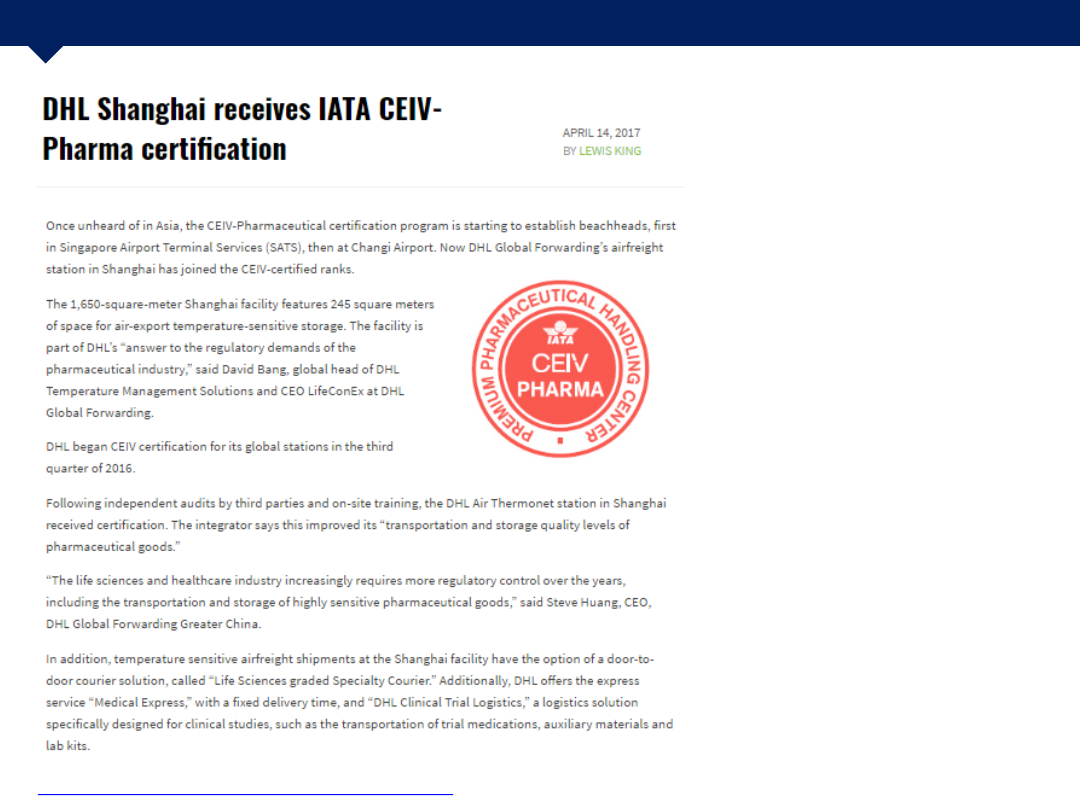 DHL Shanghai receives IATA CEIV-
Pharma certification
APRIL 14, 2017
BY LEWIS KING
Once unheard of in Asia, the CEIV-Pharmaceutical certification program is starting to establish beachheads, first
in Singapore Airport Terminal Services (SATS), then at Changi Airport. Now DHL Global Forwarding’s airfreight
station in Shanghai has joined the CEIV-certified ranks.
The 1,650-square-meter Shanghai facility features 245 square meters
of space for air-export temperature-sensitive storage. The facility is
part of DHL’s “answer to the regulatory demands of the
pharmaceutical industry,” said David Bang, global head of DHL
Temperature Management Solutions and CEO LifeConEx at DHL
Global Forwarding.
PREMIUM PHARMACEUTICAL HANDLING CENTER
IATA
CEIV
PHARMA
DHL began CEIV certification for its global stations in the third
quarter of 2016.
Following independent audits by third parties and on-site training, the DHL Air Thermonet station in Shanghai
received certification. The integrator says this improved its “transportation and storage quality levels of
pharmaceutical goods.”
“The life sciences and healthcare industry increasingly requires more regulatory control over the years,
including the transportation and storage of highly sensitive pharmaceutical goods,” said Steve Huang, CEO,
DHL Global Forwarding Greater China.
In addition, temperature sensitive airfreight shipments at the Shanghai facility have the option of a door-to-
door courier solution, called “Life Sciences graded Specialty Courier.” Additionally, DHL offers the express
service “Medical Express,” with a fixed delivery time, and “DHL Clinical Trial Logistics,” a logistics solution
specifically designed for clinical studies, such as the transportation of trial medications, auxiliary materials and
lab kits.